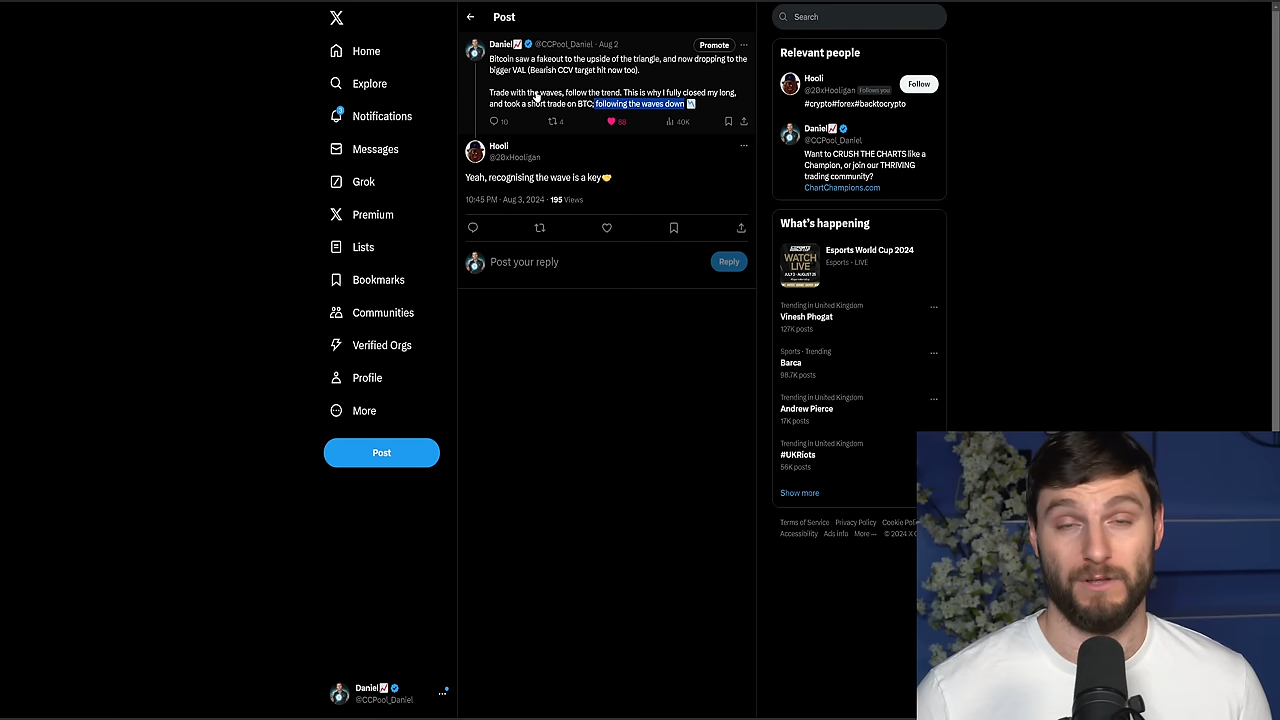 Home
Explore
3
Notifications
Messages
Grok
Premium
Lists
Bookmarks
Communities
Verified Orgs
Profile
More
Post
Daniel
@CCPool_Daniel
Post
Daniel @CCPool_Daniel · Aug 2
Promote
Bitcoin saw a fakeout to the upside of the triangle, and now dropping to the
bigger VAL (Bearish CCV target hit now too).
Trade with the waves, follow the trend. This is why I fully closed my long,
and took a short trade on BTC; following the waves down
10 4 88 40K
Hooli
@20xHooligan
Yeah, recognising the wave is a key
10:45 PM · Aug 3, 2024 · 195 Views
Post your reply
Reply
Search
Relevant people
Hooli
@20xHooligan Follows you
Follow
#crypto#forex#backtocrypto
Daniel
@CCPool_Daniel
Want to CRUSH THE CHARTS like a
Champion, or join our THRIVING
trading community?
ChartChampions.com
What's happening
WATCH
LIVE
Esports World Cup 2024
Esports · LIVE
Trending in United Kingdom
Vinesh Phogat
127K posts
Sports · Trending
Barca
98.7K posts
Trending in United Kingdom
Andrew Pierce
17K posts
Trending in United Kingdom
#UKRiots
56K posts
Show more
Terms of Service Privacy Policy Cookie Poli
Accessibility Ads info More ··· © 2024 X C